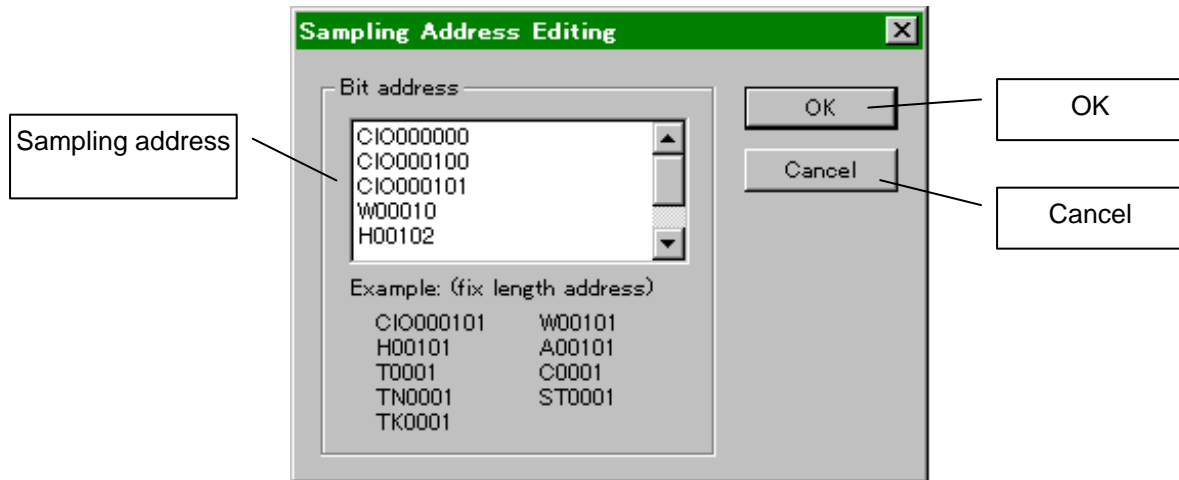 Sampling Address Editing
Bit address
Sampling address
CIO000000
CIO000100
CIO000101
W00010
H00102
OK
Cancel
OK
Cancel
Example: (fix length address)
CIO000101 W00101
H00101 A00101
T0001 C0001
TN0001 ST0001
TK0001